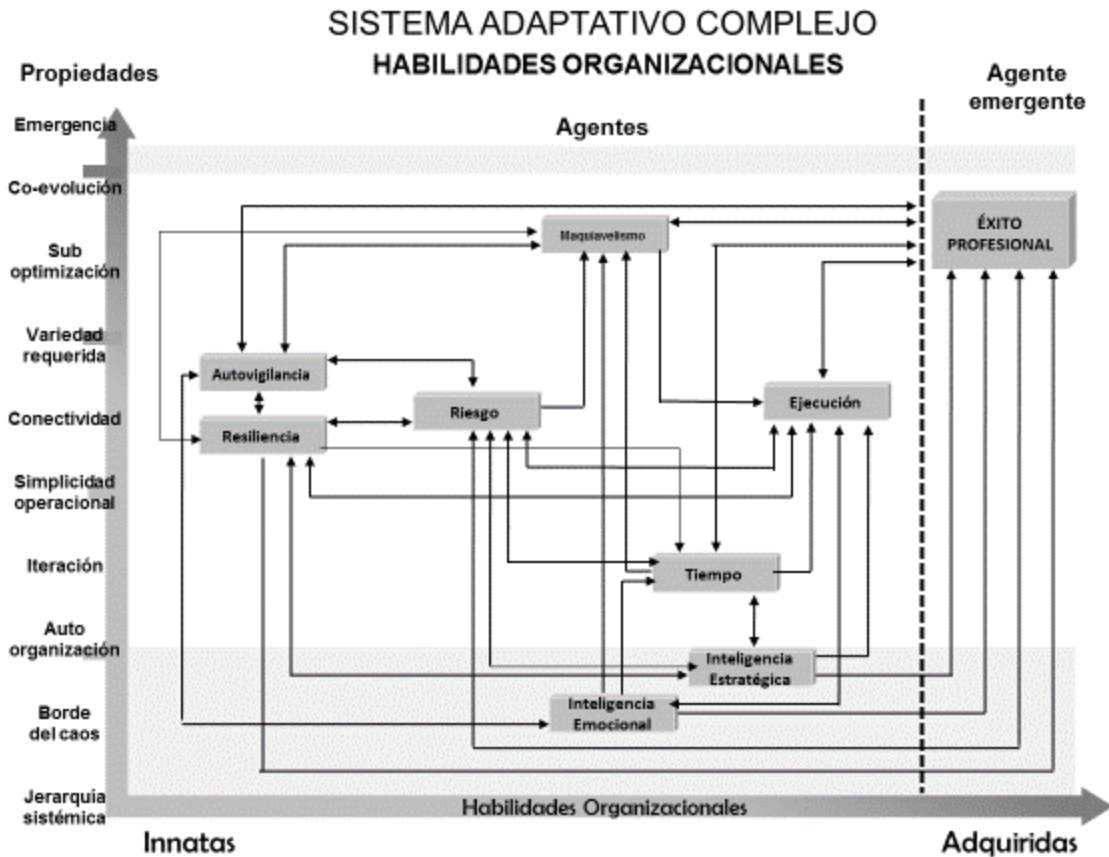 SISTEMA ADAPTATIVO COMPLEJO
HABILIDADES ORGANIZACIONALES
Propiedades
Agente
emergente
Agentes
Emergencia
Co-evolución
Sub
optimización
Variedad
requerida
Conectividad
Simplicidad
operacional
Iteración
Auto
organización
Borde
del caos
Jerarquía
sistémica
Maquiavelismo
ÉXITO
PROFESIONAL
Autovigilancia
Riesgo
Ejecución
Resiliencia
Tiempo
Inteligencia
Estratégica
Inteligencia
Emocional
Habilidades Organizacionales
Innatas
Adquiridas